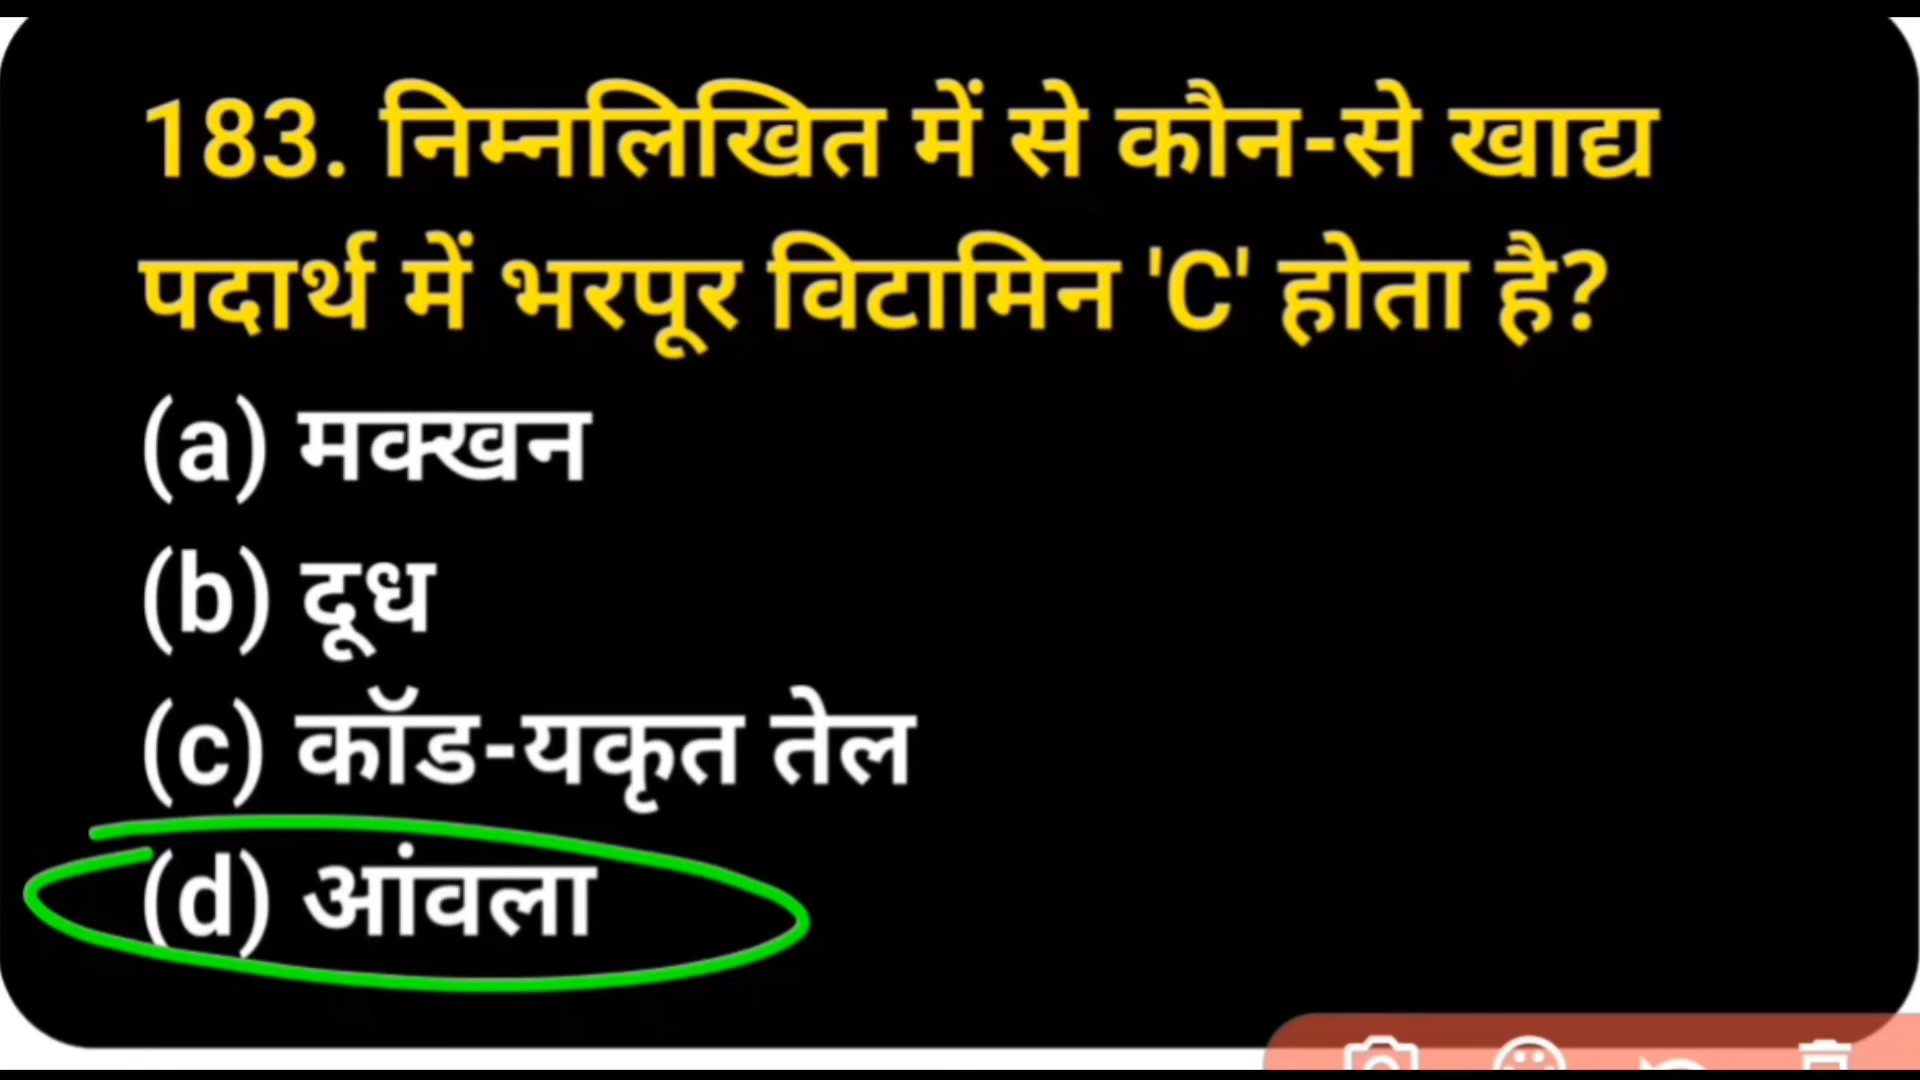 183. निम्नलिखित में से कौन-से खाद्य
पदार्थ में भरपूर विटामिन 'C' होता है?
(a) मक्खन
(b) दूध
(c) कॉड-यकृत तेल
(d) आंवला